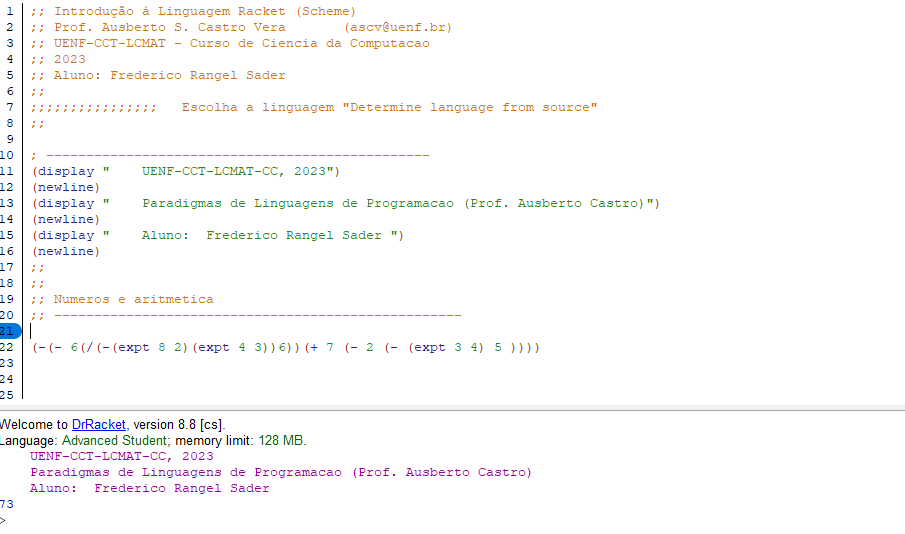 1 ;; Introdução à Linguagem Racket (Scheme)
2 ;; Prof. Ausberto S. Castro Vera       (ascv@uenf.br)
3 ;; UENF-CCT-LCMAT - Curso de Ciencia da Computacao
4 ;; 2023
5 ;; Aluno: Frederico Rangel Sader
6 ;;
7 ;;;;;;;;;;;;;;;;   Escolha a linguagem "Determine language from source"
8 ;;
9
10 ; ------------------------------------------------
11 (display "    UENF-CCT-LCMAT-CC, 2023")
12 (newline)
13 (display "    Paradigmas de Linguagens de Programacao (Prof. Ausberto Castro)")
14 (newline)
15 (display "    Aluno:  Frederico Rangel Sader ")
16 (newline)
17 ;;
18 ;;
19 ;; Numeros e aritmetica
20 ;; ---------------------------------------------------
21
22 (-(- 6(/(-(expt 8 2)(expt 4 3))6))(+ 7 (- 2 (- (expt 3 4) 5 ))))
23
24
25
Welcome to DrRacket, version 8.8 [cs].
Language: Advanced Student; memory limit: 128 MB.
UENF-CCT-LCMAT-CC, 2023
Paradigmas de Linguagens de Programacao (Prof. Ausberto Castro)
Aluno:  Frederico Rangel Sader
73
>